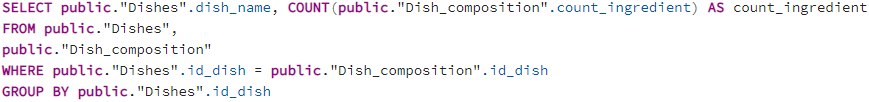 SELECT public."Dishes".dish_name, COUNT(public."Dish_composition".count_ingredient) AS count_ingredient
FROM public."Dishes",
public."Dish_composition"
WHERE public."Dishes".id_dish = public."Dish_composition".id_dish
GROUP BY public."Dishes".id_dish